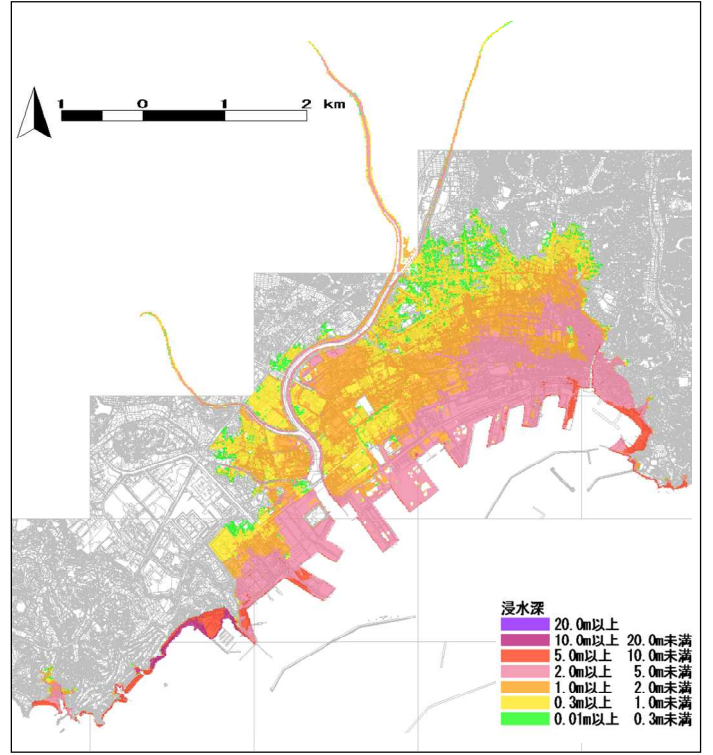 1 0 1 2 km
浸水深
20.0m以上
10.0m以上 20.0m未満
5.0m以上 10.0m未満
2.0m以上 5.0m未満
1.0m以上 2.0m未満
0.3m以上 1.0m未満
0.01m以上 0.3m未満